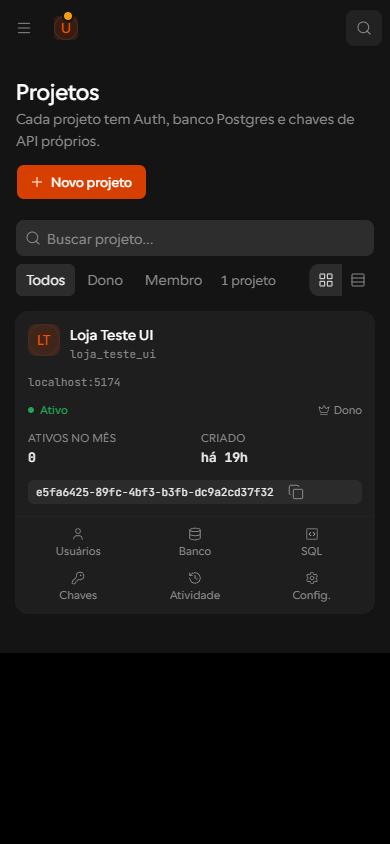 U
Projetos
Cada projeto tem Auth, banco Postgres e chaves de
API próprios.
+ Novo projeto
Buscar projeto...
Todos Dono Membro 1 projeto
LT Loja Teste UI
loja_teste_ui
localhost:5174
Ativo Dono
ATIVOS NO MÊS CRIADO
0 há 19h
e5fa6425-89fc-4bf3-b3fb-dc9a2cd37f32
Usuários Banco SQL
Chaves Atividade Config.